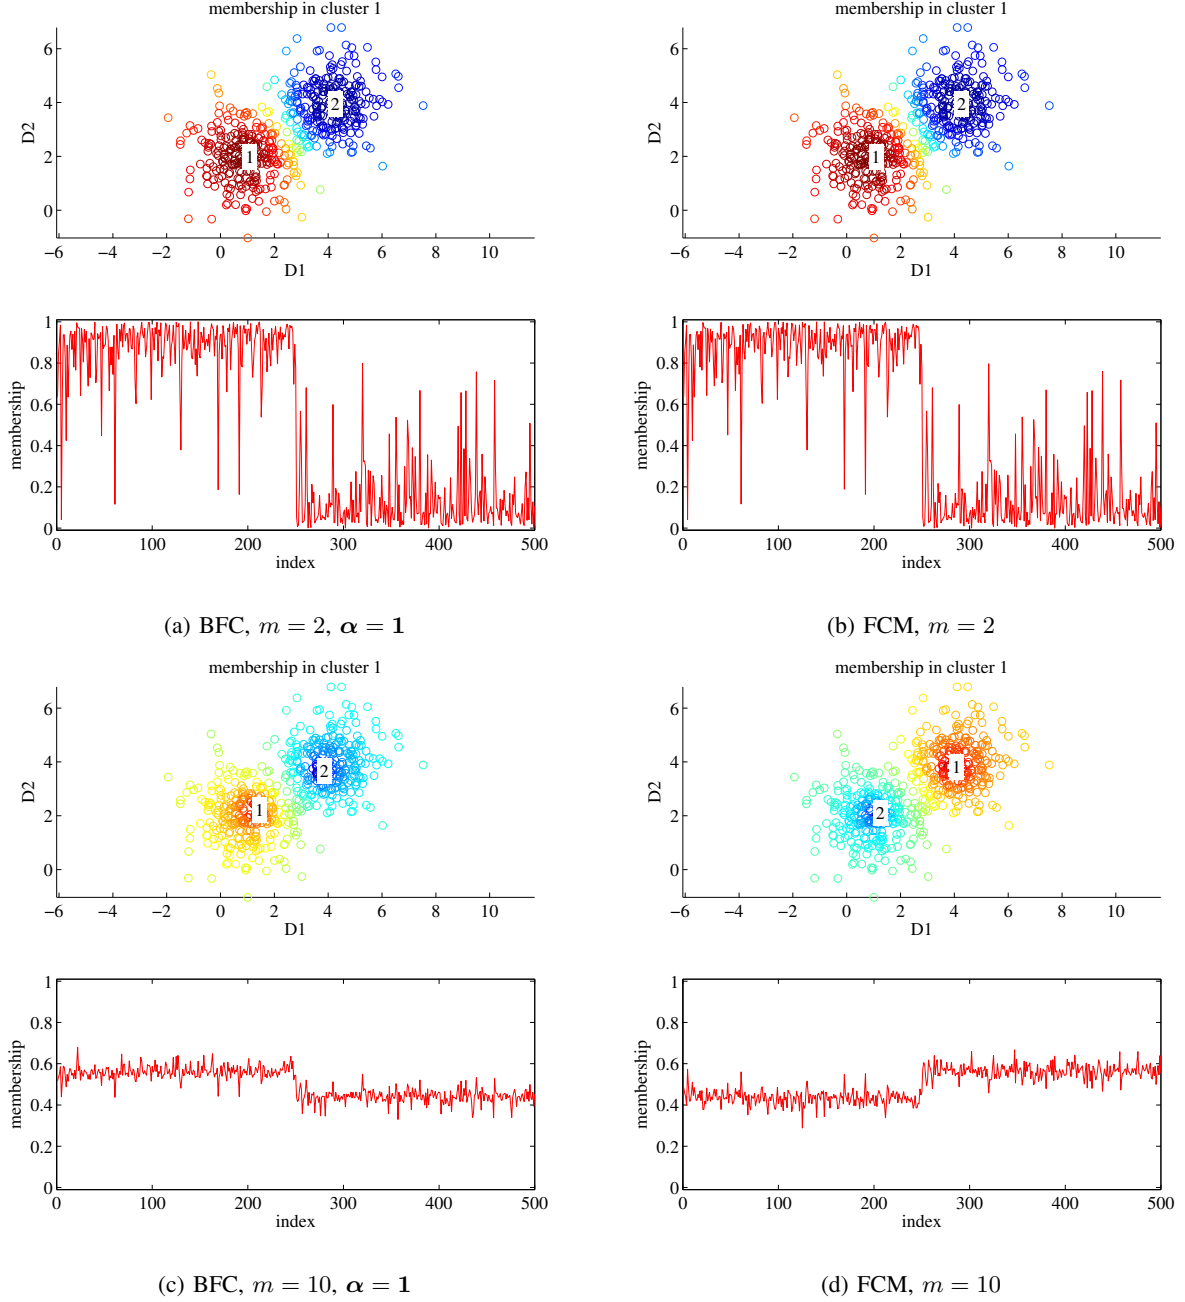 membership in cluster 1
6
4
2
0
D2
1
2
−6 −4 −2 0 2 4 6 8 10
D1
1
0.8
0.6
0.4
0.2
0
membership
0 100 200 300 400 500
index
(a) BFC, m = 2, α = 1
membership in cluster 1
6
4
2
0
D2
1
2
−6 −4 −2 0 2 4 6 8 10
D1
1
0.8
0.6
0.4
0.2
0
membership
0 100 200 300 400 500
index
(b) FCM, m = 2
membership in cluster 1
6
4
2
0
D2
2
1
−6 −4 −2 0 2 4 6 8 10
D1
1
0.8
0.6
0.4
0.2
0
membership
0 100 200 300 400 500
index
(c) BFC, m = 10, α = 1
membership in cluster 1
6
4
2
0
D2
1
2
−6 −4 −2 0 2 4 6 8 10
D1
1
0.8
0.6
0.4
0.2
0
membership
0 100 200 300 400 500
index
(d) FCM, m = 10